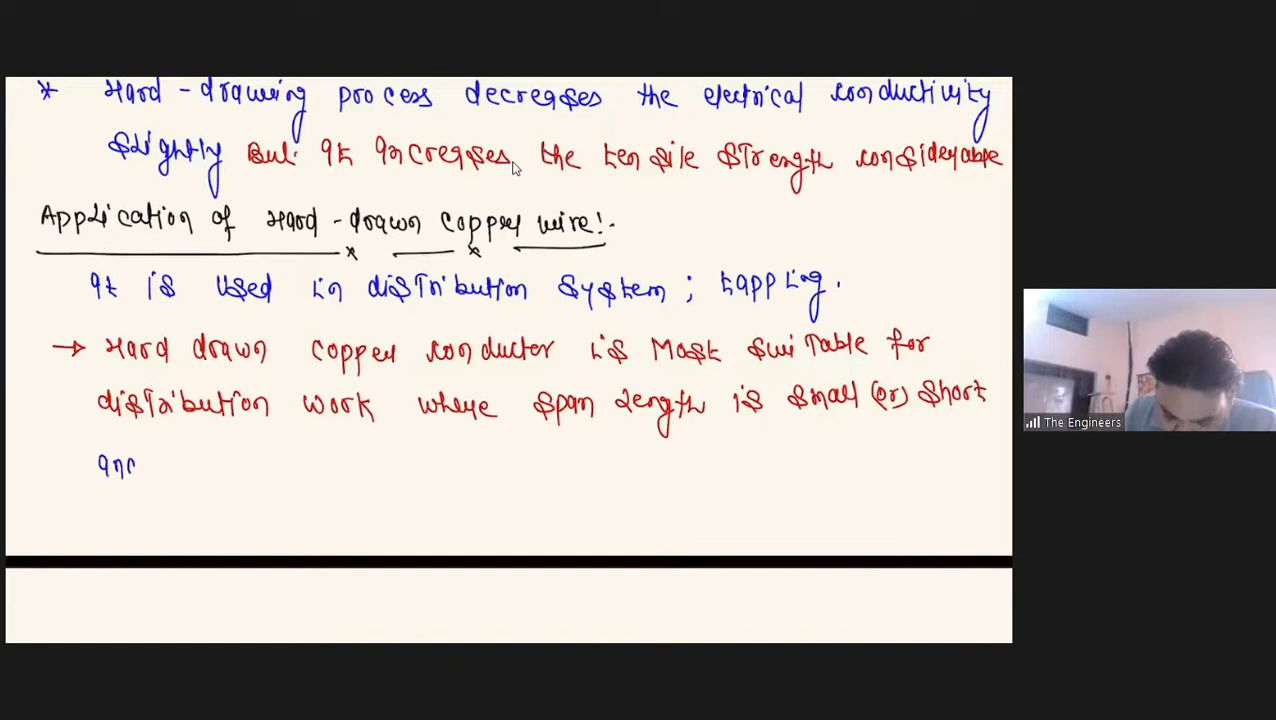 * Hard-drawing process decreases the electrical conductivity
slightly But it increases the tensile strength considerable
Application of Hard-drawn copper wire!.
It is used in distribution system; tapping.
→ Hard drawn copper conductor is Most suitable for
distribution work where span length is small (or) short
The Engineers